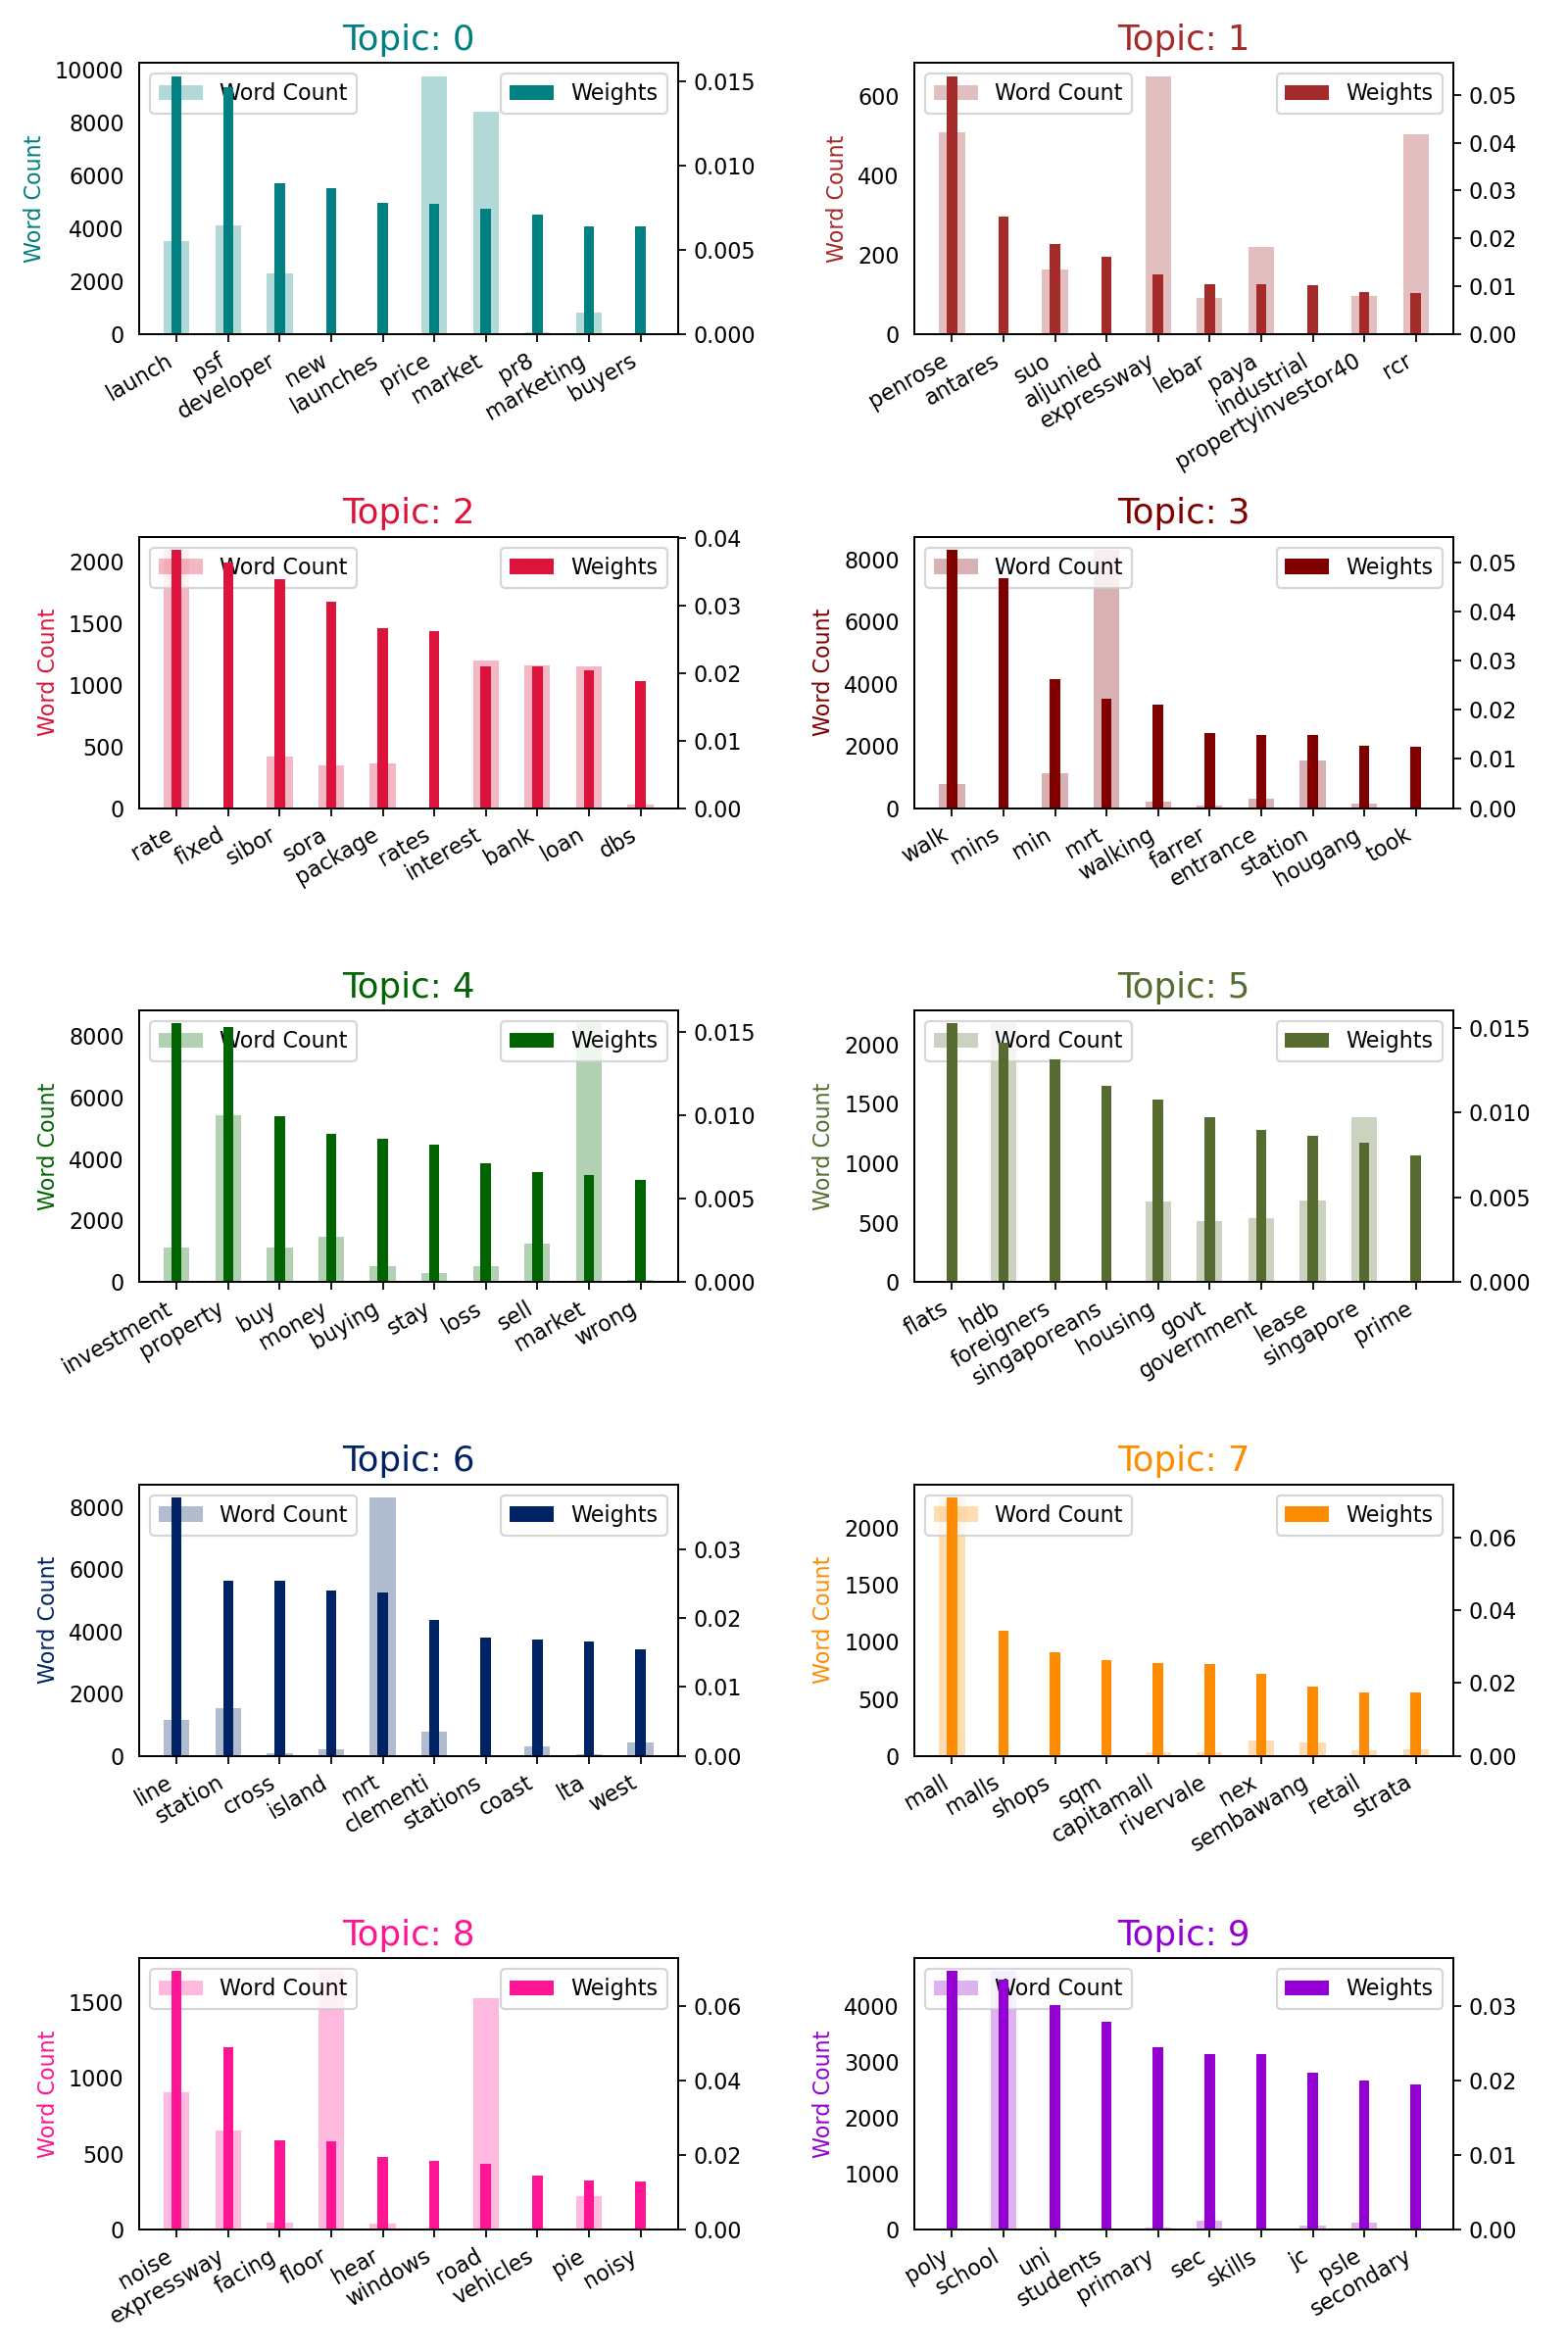 Topic: 0
Word Count
Weights
Word Count
10000
8000
6000
4000
2000
0
0.015
0.010
0.005
0.000
launch
psf
developer
new
launches
price
market
pr8
marketing
buyers
Topic: 1
Word Count
Weights
Word Count
600
400
200
0
0.05
0.04
0.03
0.02
0.01
0.00
penrose
antares
suo
aljunied
expressway
lebar
paya
industrial
propertyinvestor40
rcr
Topic: 2
Word Count
Weights
Word Count
2000
1500
1000
500
0
0.04
0.03
0.02
0.01
0.00
rate
fixed
sibor
sora
package
rates
interest
bank
loan
dbs
Topic: 3
Word Count
Weights
Word Count
8000
6000
4000
2000
0
0.05
0.04
0.03
0.02
0.01
0.00
walk
mins
min
mrt
walking
farrer
entrance
station
hougang
took
Topic: 4
Word Count
Weights
Word Count
8000
6000
4000
2000
0
0.015
0.010
0.005
0.000
investment
property
buy
money
buying
stay
loss
sell
market
wrong
Topic: 5
Word Count
Weights
Word Count
2000
1500
1000
500
0
0.015
0.010
0.005
0.000
flats
hdb
foreigners
singaporeans
housing
govt
government
lease
singapore
prime
Topic: 6
Word Count
Weights
Word Count
8000
6000
4000
2000
0
0.03
0.02
0.01
0.00
line
station
cross
island
mrt
clementi
stations
coast
lta
west
Topic: 7
Word Count
Weights
Word Count
2000
1500
1000
500
0
0.06
0.04
0.02
0.00
mall
malls
shops
sqm
capitamall
rivervale
nex
sembawang
retail
strata
Topic: 8
Word Count
Weights
Word Count
1500
1000
500
0
0.06
0.04
0.02
0.00
noise
expressway
facing
floor
hear
windows
road
vehicles
pie
noisy
Topic: 9
Word Count
Weights
Word Count
4000
3000
2000
1000
0
0.03
0.02
0.01
0.00
poly
school
uni
students
primary
sec
skills
jc
psle
secondary